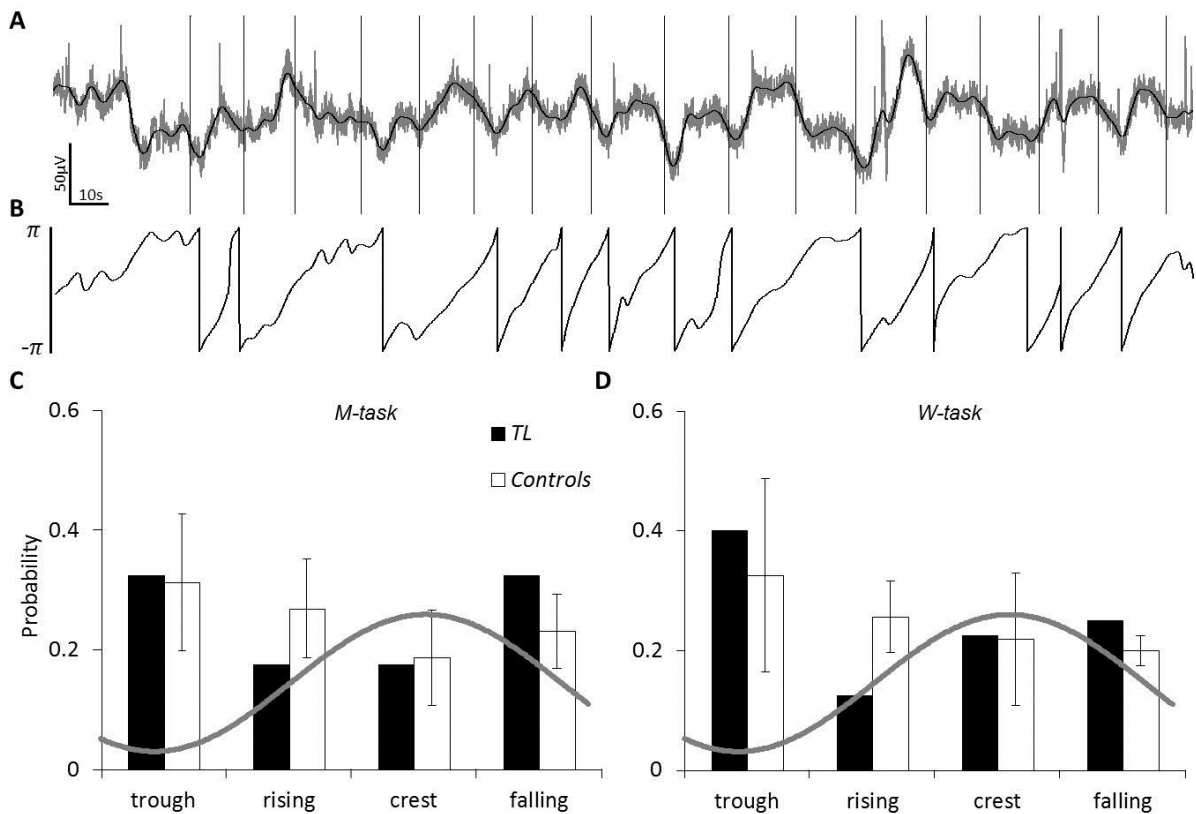 A
50μV
10s
B
π
-π
C
D
M-task
W-task
TL
Controls
Probability
0.6
0.4
0.2
0
trough
rising
crest
falling
0.6
0.4
0.2
0
trough
rising
crest
falling